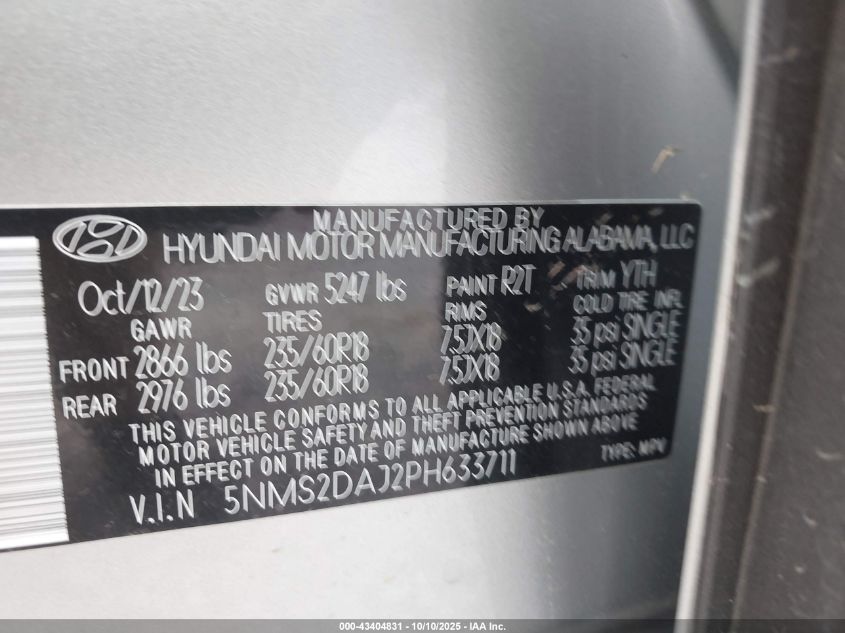 MANUFACTURED BY
HYUNDAI MOTOR MANUFACTURING ALABAMA, LLC
Oct/12/23 GVWR 5247 lbs PAINT R2T TRIM YTH
GAWR TIRES RIMS COLD TIRE INFL
FRONT 2866 lbs 235/60R18 7.5JX18 35 psi SINGLE
REAR 2976 lbs 235/60R18 7.5JX18 35 psi SINGLE
THIS VEHICLE CONFORMS TO ALL APPLICABLE U.S.A. FEDERAL
MOTOR VEHICLE SAFETY AND THEFT PREVENTION STANDARDS
IN EFFECT ON THE DATE OF MANUFACTURE SHOWN ABOVE
V.I.N 5NMS2DAJ2PH633711 TYPE: MPV
000-43404831 - 10/10/2025 - IAA Inc.